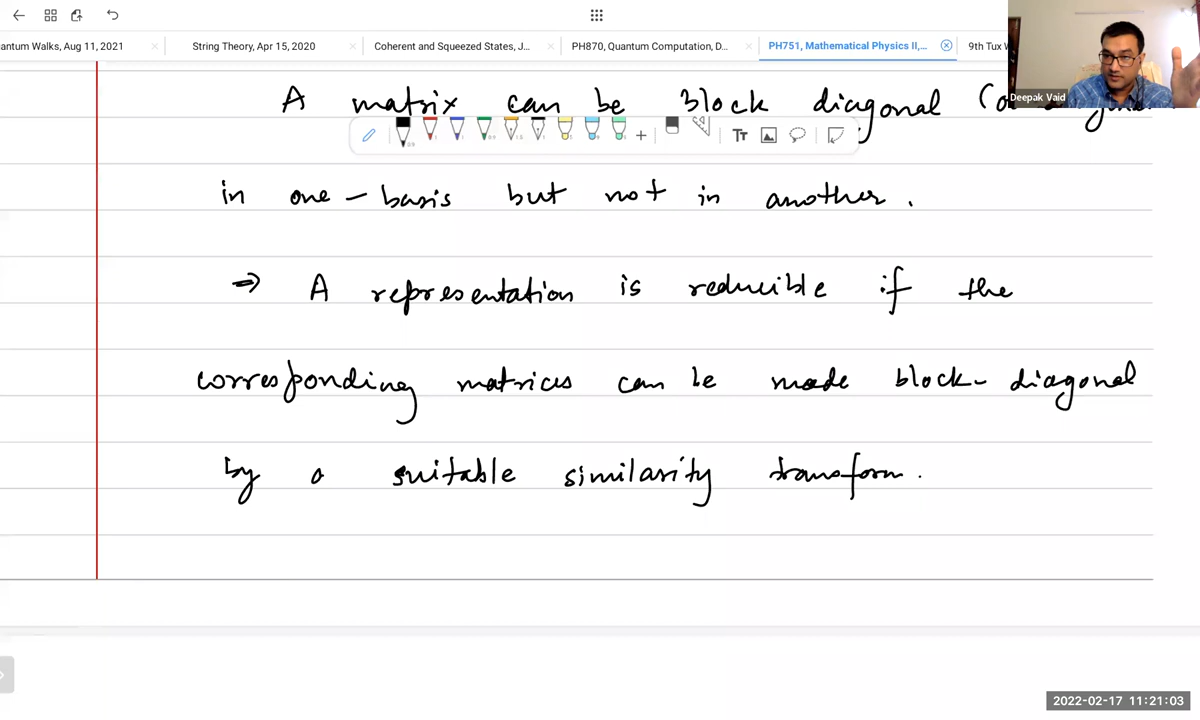 antum Walks, Aug 11, 2021
String Theory, Apr 15, 2020
Coherent and Squeezed States, J...
PH870, Quantum Computation, D...
PH751, Mathematical Physics II,...
9th Tux
Deepak Vaid
A matrix can be block diagonal
Tт
in one - basis but not in another.
⇒ A representation is reducible if the
corresponding matrices can be made block-diagonal
by a suitable similarity transform.
2022-02-17 11:21:03